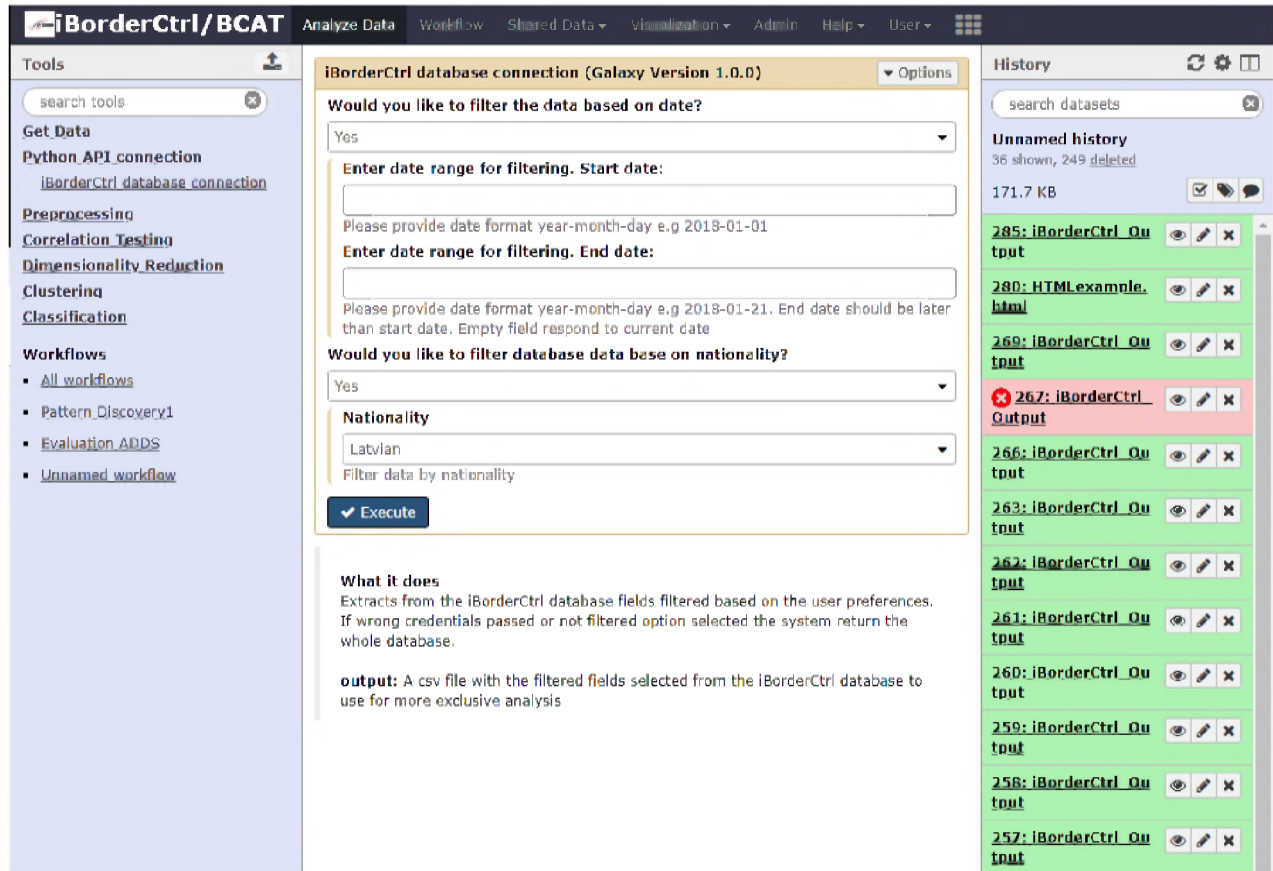 iBorderCtrl/BCAT
Analyze Data
Workflow
Shared Data
Visualization
Admin
Help
User
Tools
search tools
Get Data
Python API connection
iBorderCtrl database connection
Preprocessing
Correlation Testing
Dimensionality Reduction
Clustering
Classification
Workflows
All workflows
Pattern_Discovery1
Evaluation ADDS
Unnamed workflow
iBorderCtrl database connection (Galaxy Version 1.0.0)
Options
Would you like to filter the data based on date?
Yes
Enter date range for filtering. Start date:
Please provide date format year-month-day e.g 2018-01-01
Enter date range for filtering. End date:
Please provide date format year-month-day e.g 2018-01-21. End date should be later
than start date. Empty field respond to current date
Would you like to filter database data base on nationality?
Yes
Nationality
Latvian
Filter data by nationality
Execute
What it does
Extracts from the iBorderCtrl database fields filtered based on the user preferences.
If wrong credentials passed or not filtered option selected the system return the
whole database.
output: A csv file with the filtered fields selected from the iBorderCtrl database to
use for more exclusive analysis
History
search datasets
Unnamed history
36 shown, 249 deleted
171.7 KB
285: iBorderCtrl_Ou
tput
280: HTMLexample.
html
269: iBorderCtrl_Ou
tput
267: iBorderCtrl_
Output
266: iBorderCtrl_Ou
tput
263: iBorderCtrl_Ou
tput
262: iBorderCtrl_Ou
tput
261: iBorderCtrl_Ou
tput
260: iBorderCtrl_Ou
tput
259: iBorderCtrl_Ou
tput
258: iBorderCtrl_Ou
tput
257: iBorderCtrl_Ou
tput